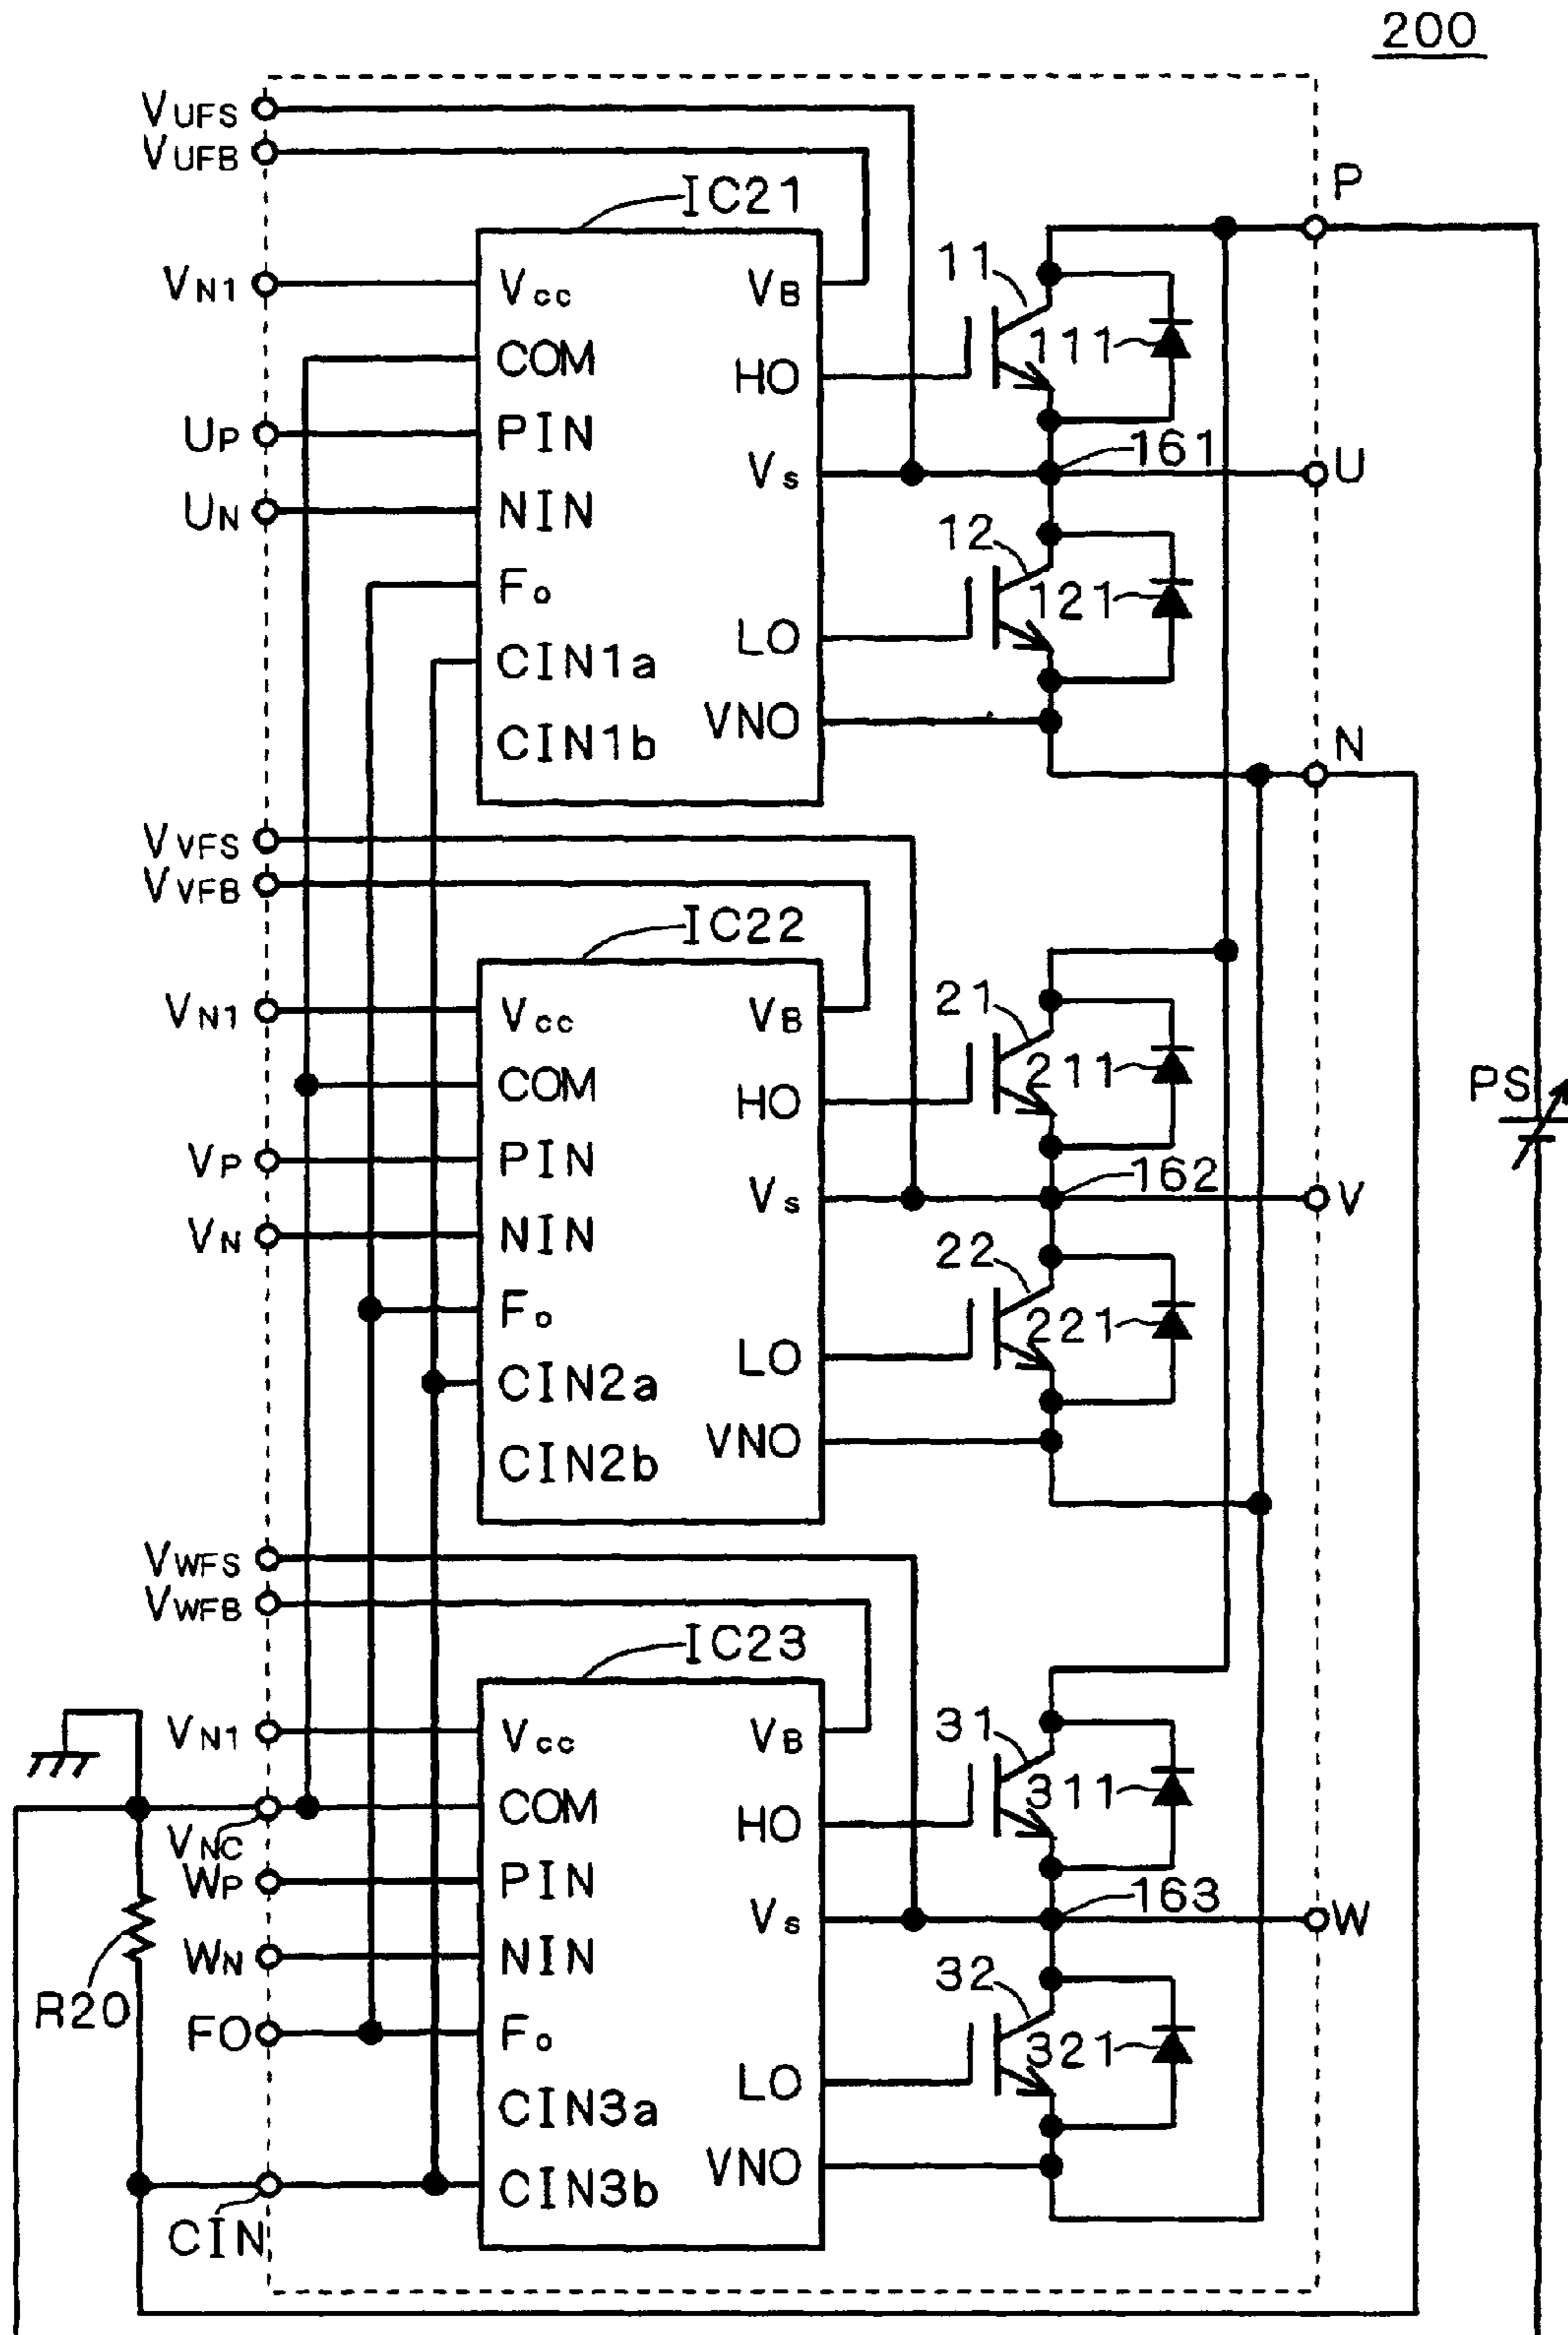 200
VUFS
VUFB
IC21
P
VN1
Vcc
VB
11
111
COM
HO
UP
PIN
161
Vs
U
UN
NIN
12
121
Fo
LO
CIN1a
VNO
CIN1b
N
VVFS
VVFB
IC22
VN1
Vcc
VB
21
211
COM
HO
PS
VP
PIN
162
Vs
V
VN
NIN
22
221
Fo
LO
CIN2a
VNO
CIN2b
VWFS
VWFB
IC23
VN1
Vcc
VB
31
311
COM
HO
VNC
WP
PIN
163
Vs
W
WN
NIN
32
321
R20
FO
Fo
LO
CIN3a
VNO
CIN3b
CIN